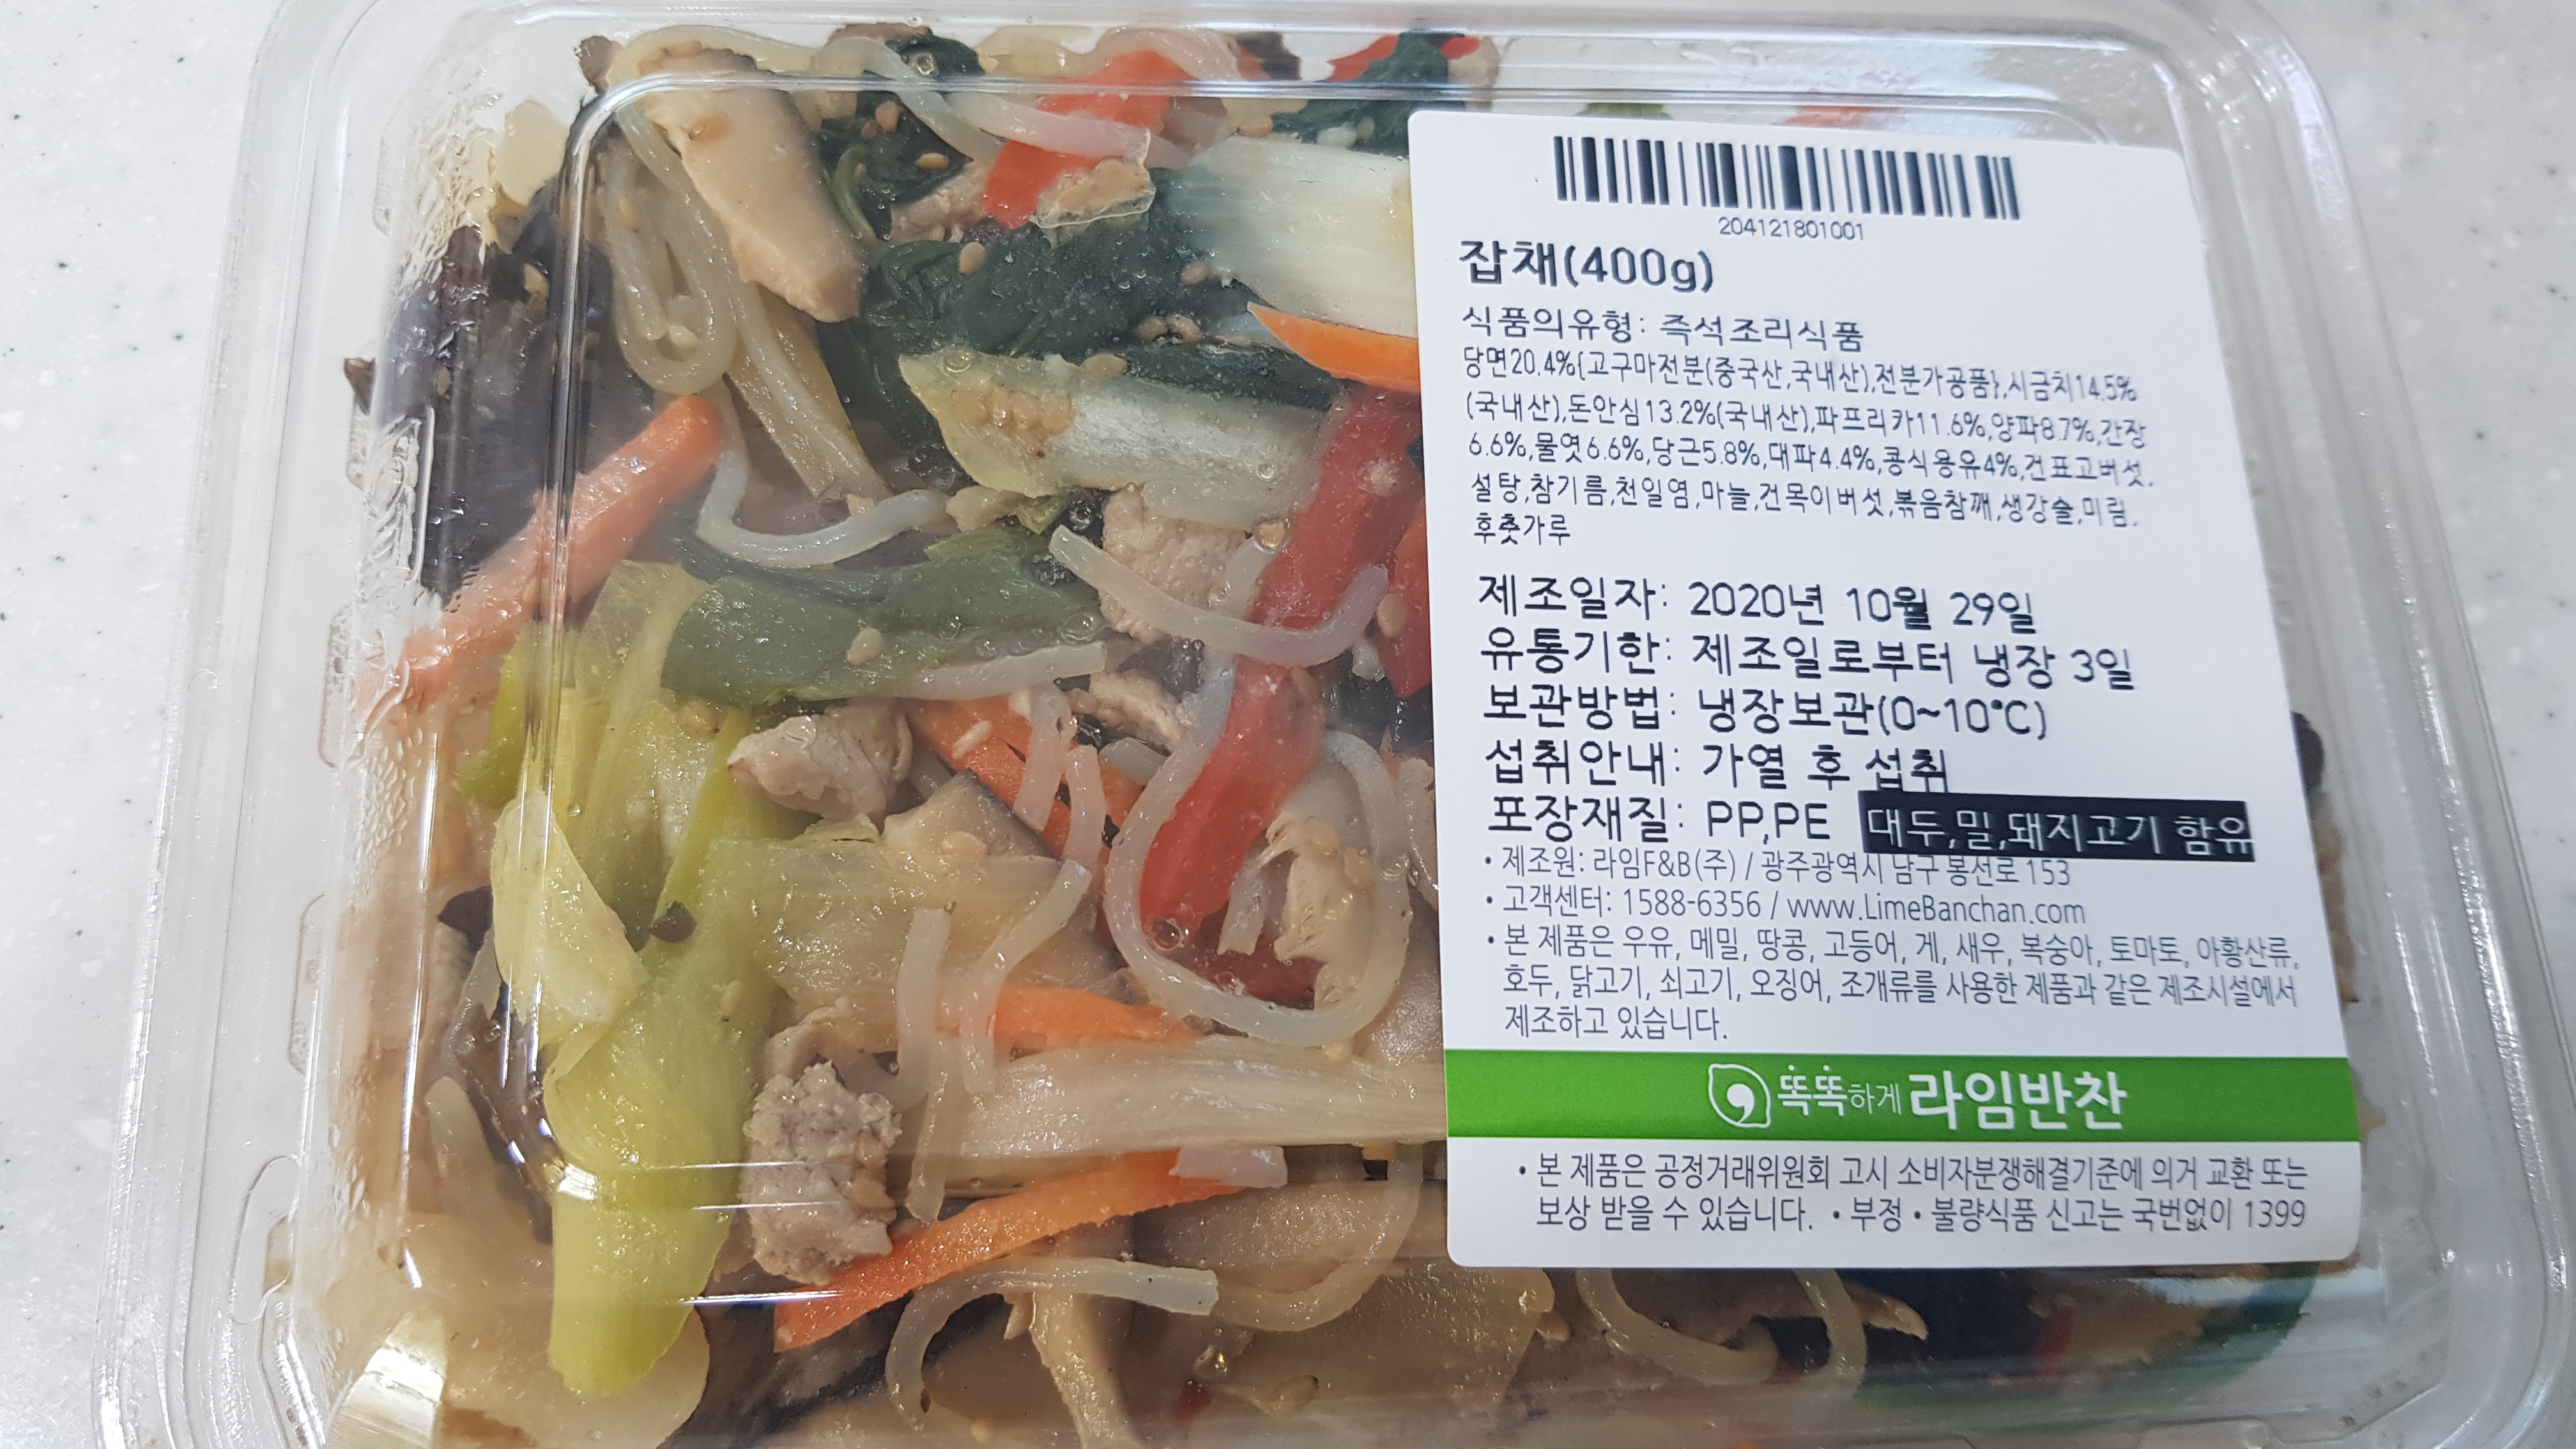 204121801001
잡채(400g)
식품의유형: 즉석조리식품
당면20.4%{고구마전분(중국산,국내산),전분가공품},시금치14.5%
(국내산),돈안심13.2%(국내산),파프리카11.6%,양파8.7%,간장
6.6%,물엿6.6%,당근5.8%,대파4.4%,콩식용유4%,건표고버섯,
설탕,참기름,천일염,마늘,건목이버섯,볶음참깨,생강술,미림,
후춧가루
제조일자: 2020년 10월 29일
유통기한: 제조일로부터 냉장 3일
보관방법: 냉장보관(0~10℃)
섭취안내: 가열 후 섭취
포장재질: PP,PE 대두,밀,돼지고기 함유
• 제조원: 라임F&B(주) / 광주광역시 남구 봉선로 153
• 고객센터: 1588-6356 / www.LimeBanchan.com
• 본 제품은 우유, 메밀, 땅콩, 고등어, 게, 새우, 복숭아, 토마토, 아황산류,
호두, 닭고기, 쇠고기, 오징어, 조개류를 사용한 제품과 같은 제조시설에서
제조하고 있습니다.
똑똑하게 라임반찬
• 본 제품은 공정거래위원회 고시 소비자분쟁해결기준에 의거 교환 또는
보상 받을 수 있습니다. • 부정 • 불량식품 신고는 국번없이 1399